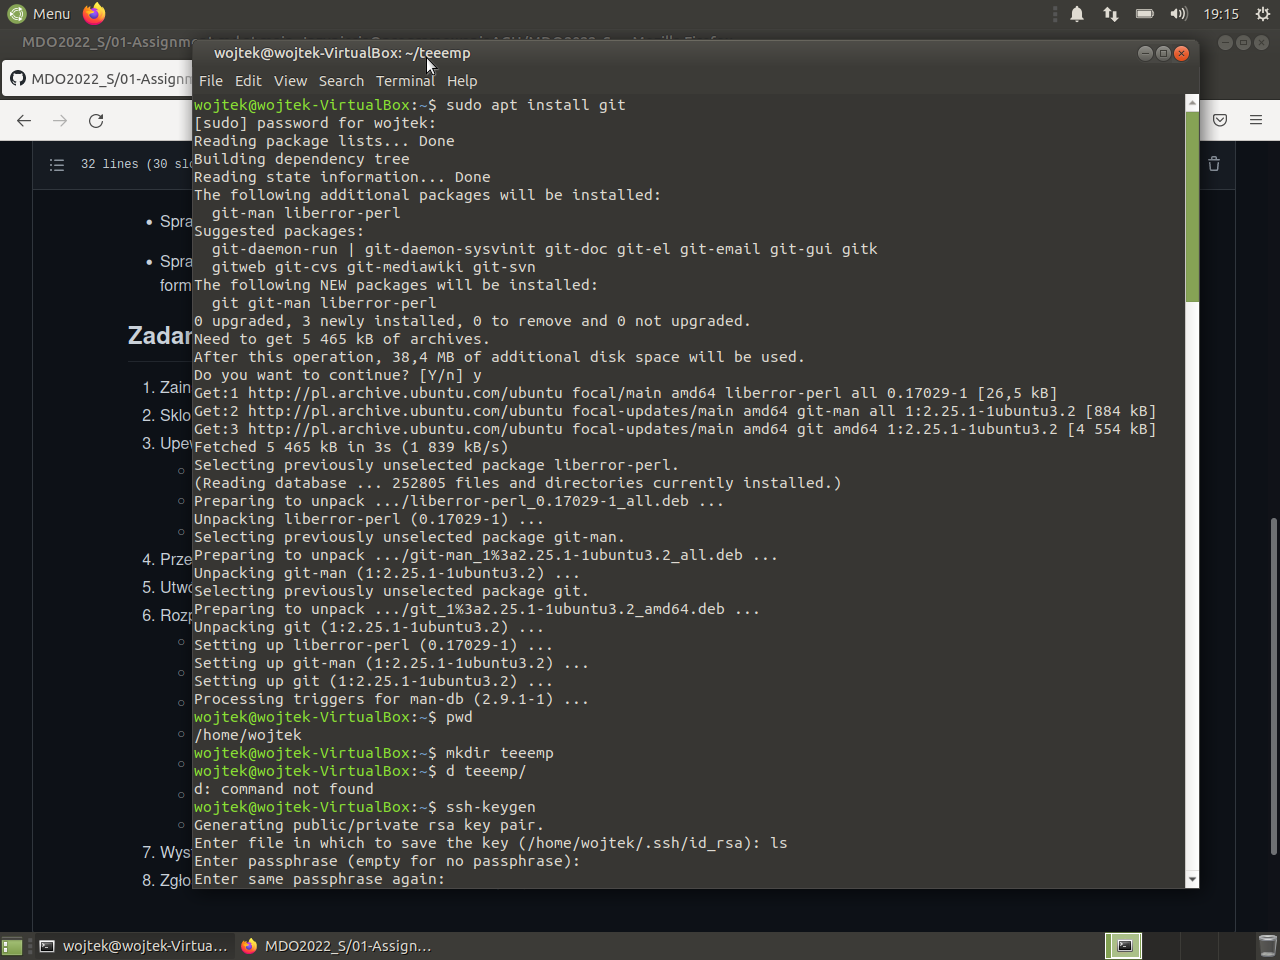 Menu
19:15
MDO2022_S/01-Assignme
wojtek@wojtek-VirtualBox: ~/teeemp
MDO2022_S/01-Assignm
File Edit View Search Terminal Help
32 lines (30 slo
Spra
Spra
form
Zadan
1. Zain
2. Sklo
3. Upew
4. Prze
5. Utwo
6. Rozp
7. Wyst
8. Zgło
wojtek@wojtek-VirtualBox:~$ sudo apt install git
[sudo] password for wojtek:
Reading package lists... Done
Building dependency tree
Reading state information... Done
The following additional packages will be installed:
  git-man liberror-perl
Suggested packages:
  git-daemon-run | git-daemon-sysvinit git-doc git-el git-email git-gui gitk
  gitweb git-cvs git-mediawiki git-svn
The following NEW packages will be installed:
  git git-man liberror-perl
0 upgraded, 3 newly installed, 0 to remove and 0 not upgraded.
Need to get 5 465 kB of archives.
After this operation, 38,4 MB of additional disk space will be used.
Do you want to continue? [Y/n] y
Get:1 http://pl.archive.ubuntu.com/ubuntu focal/main amd64 liberror-perl all 0.17029-1 [26,5 kB]
Get:2 http://pl.archive.ubuntu.com/ubuntu focal-updates/main amd64 git-man all 1:2.25.1-1ubuntu3.2 [884 kB]
Get:3 http://pl.archive.ubuntu.com/ubuntu focal-updates/main amd64 git amd64 1:2.25.1-1ubuntu3.2 [4 554 kB]
Fetched 5 465 kB in 3s (1 839 kB/s)
Selecting previously unselected package liberror-perl.
(Reading database ... 252805 files and directories currently installed.)
Preparing to unpack .../liberror-perl_0.17029-1_all.deb ...
Unpacking liberror-perl (0.17029-1) ...
Selecting previously unselected package git-man.
Preparing to unpack .../git-man_1%3a2.25.1-1ubuntu3.2_all.deb ...
Unpacking git-man (1:2.25.1-1ubuntu3.2) ...
Selecting previously unselected package git.
Preparing to unpack .../git_1%3a2.25.1-1ubuntu3.2_amd64.deb ...
Unpacking git (1:2.25.1-1ubuntu3.2) ...
Setting up liberror-perl (0.17029-1) ...
Setting up git-man (1:2.25.1-1ubuntu3.2) ...
Setting up git (1:2.25.1-1ubuntu3.2) ...
Processing triggers for man-db (2.9.1-1) ...
wojtek@wojtek-VirtualBox:~$ pwd
/home/wojtek
wojtek@wojtek-VirtualBox:~$ mkdir teeemp
wojtek@wojtek-VirtualBox:~$ d teeemp/
d: command not found
wojtek@wojtek-VirtualBox:~$ ssh-keygen
Generating public/private rsa key pair.
Enter file in which to save the key (/home/wojtek/.ssh/id_rsa): ls
Enter passphrase (empty for no passphrase):
Enter same passphrase again:
wojtek@wojtek-Virtua...
MDO2022_S/01-Assign...